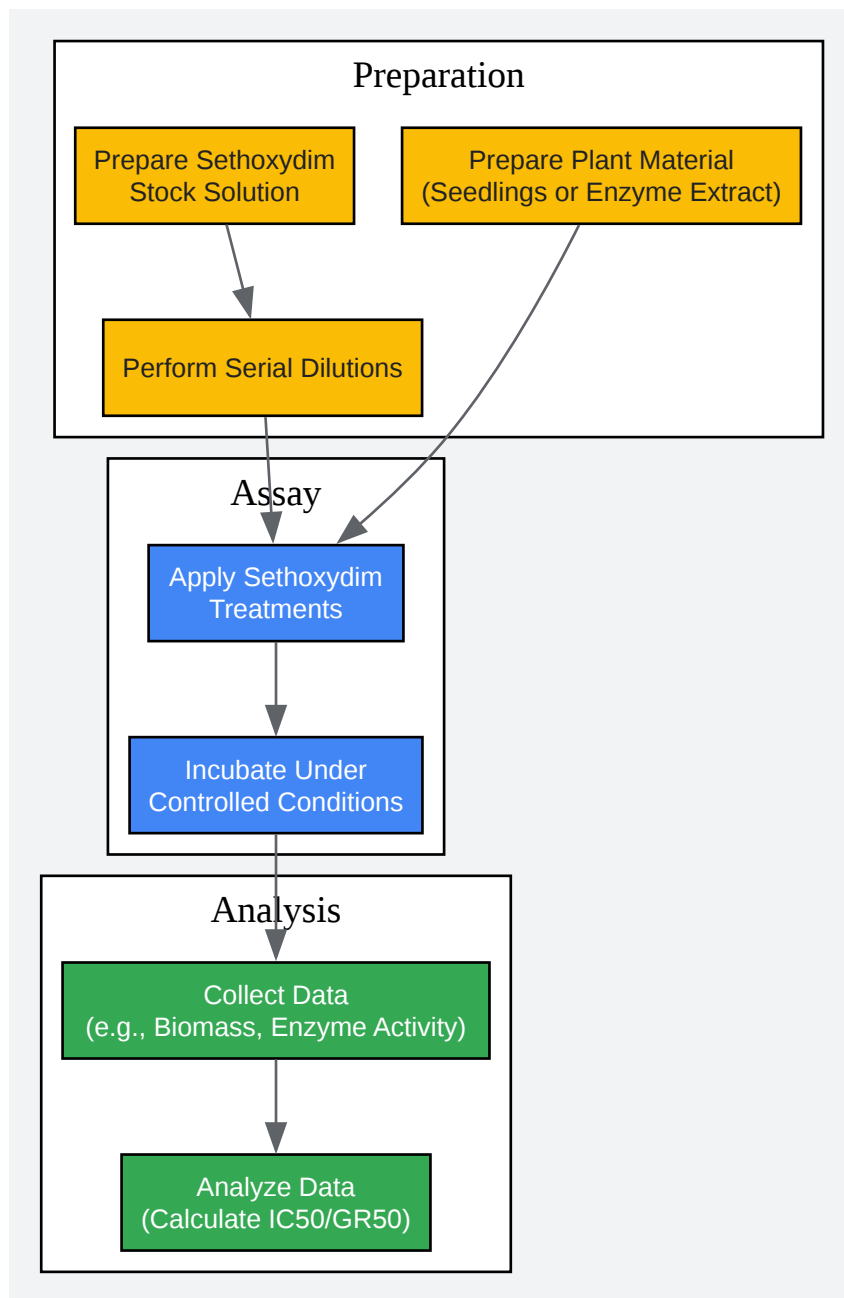 Preparation
Prepare Sethoxydim
Stock Solution
Prepare Plant Material
(Seedlings or Enzyme Extract)
Perform Serial Dilutions
Assay
Apply Sethoxydim
Treatments
Incubate Under
Controlled Conditions
Analysis
Collect Data
(e.g., Biomass, Enzyme Activity)
Analyze Data
(Calculate IC50/GR50)